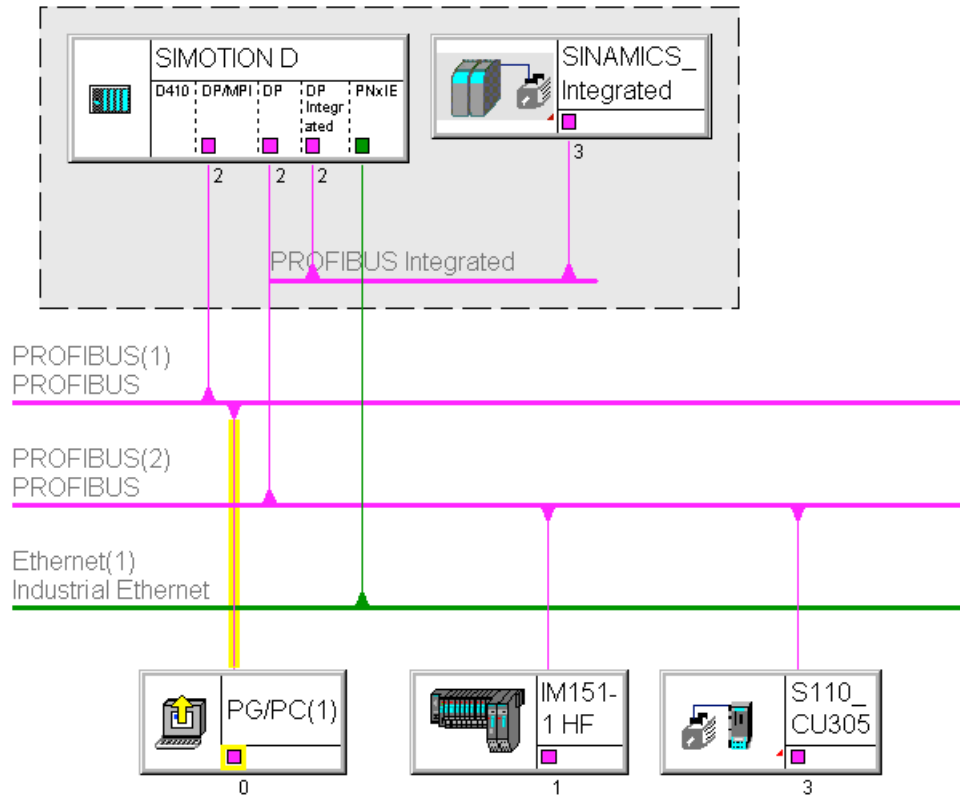 SIMOTION D
D410
DP/MPI
DP
DP
Integr
ated
PNxIE
2
2
2
SINAMICS_
Integrated
3
PROFIBUS Integrated
PROFIBUS(1)
PROFIBUS
PROFIBUS(2)
PROFIBUS
Ethernet(1)
Industrial Ethernet
PG/PC(1)
0
IM151-
1 HF
1
S110_
CU305
3